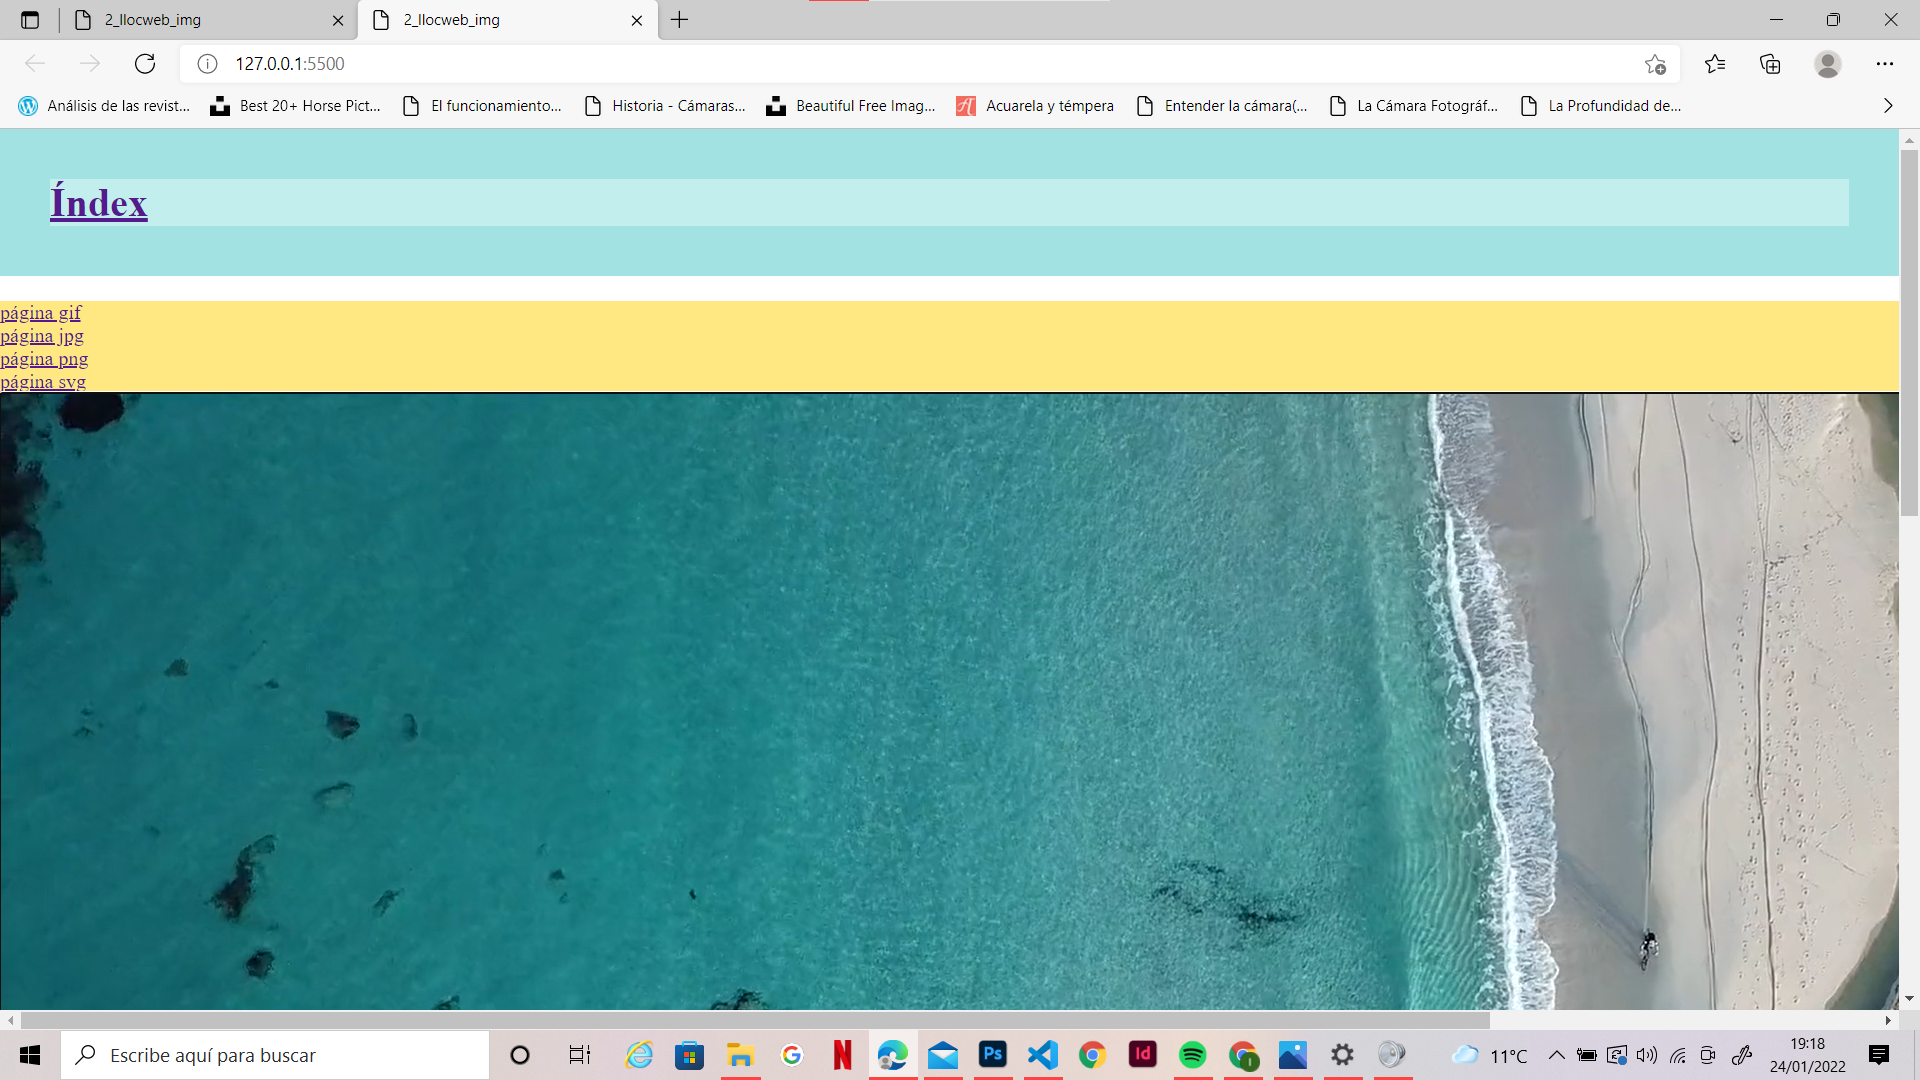 2_llocweb_img
2_llocweb_img
127.0.0.1:5500
Análisis de las revist...
Best 20+ Horse Pict...
El funcionamiento...
Historia - Cámaras...
Beautiful Free Imag...
Acuarela y témpera
Entender la cámara(...
La Cámara Fotográf...
La Profundidad de...
Índex
página gif
página jpg
página png
página svg
Escribe aquí para buscar
Ps
Id
11°C
19:18
24/01/2022